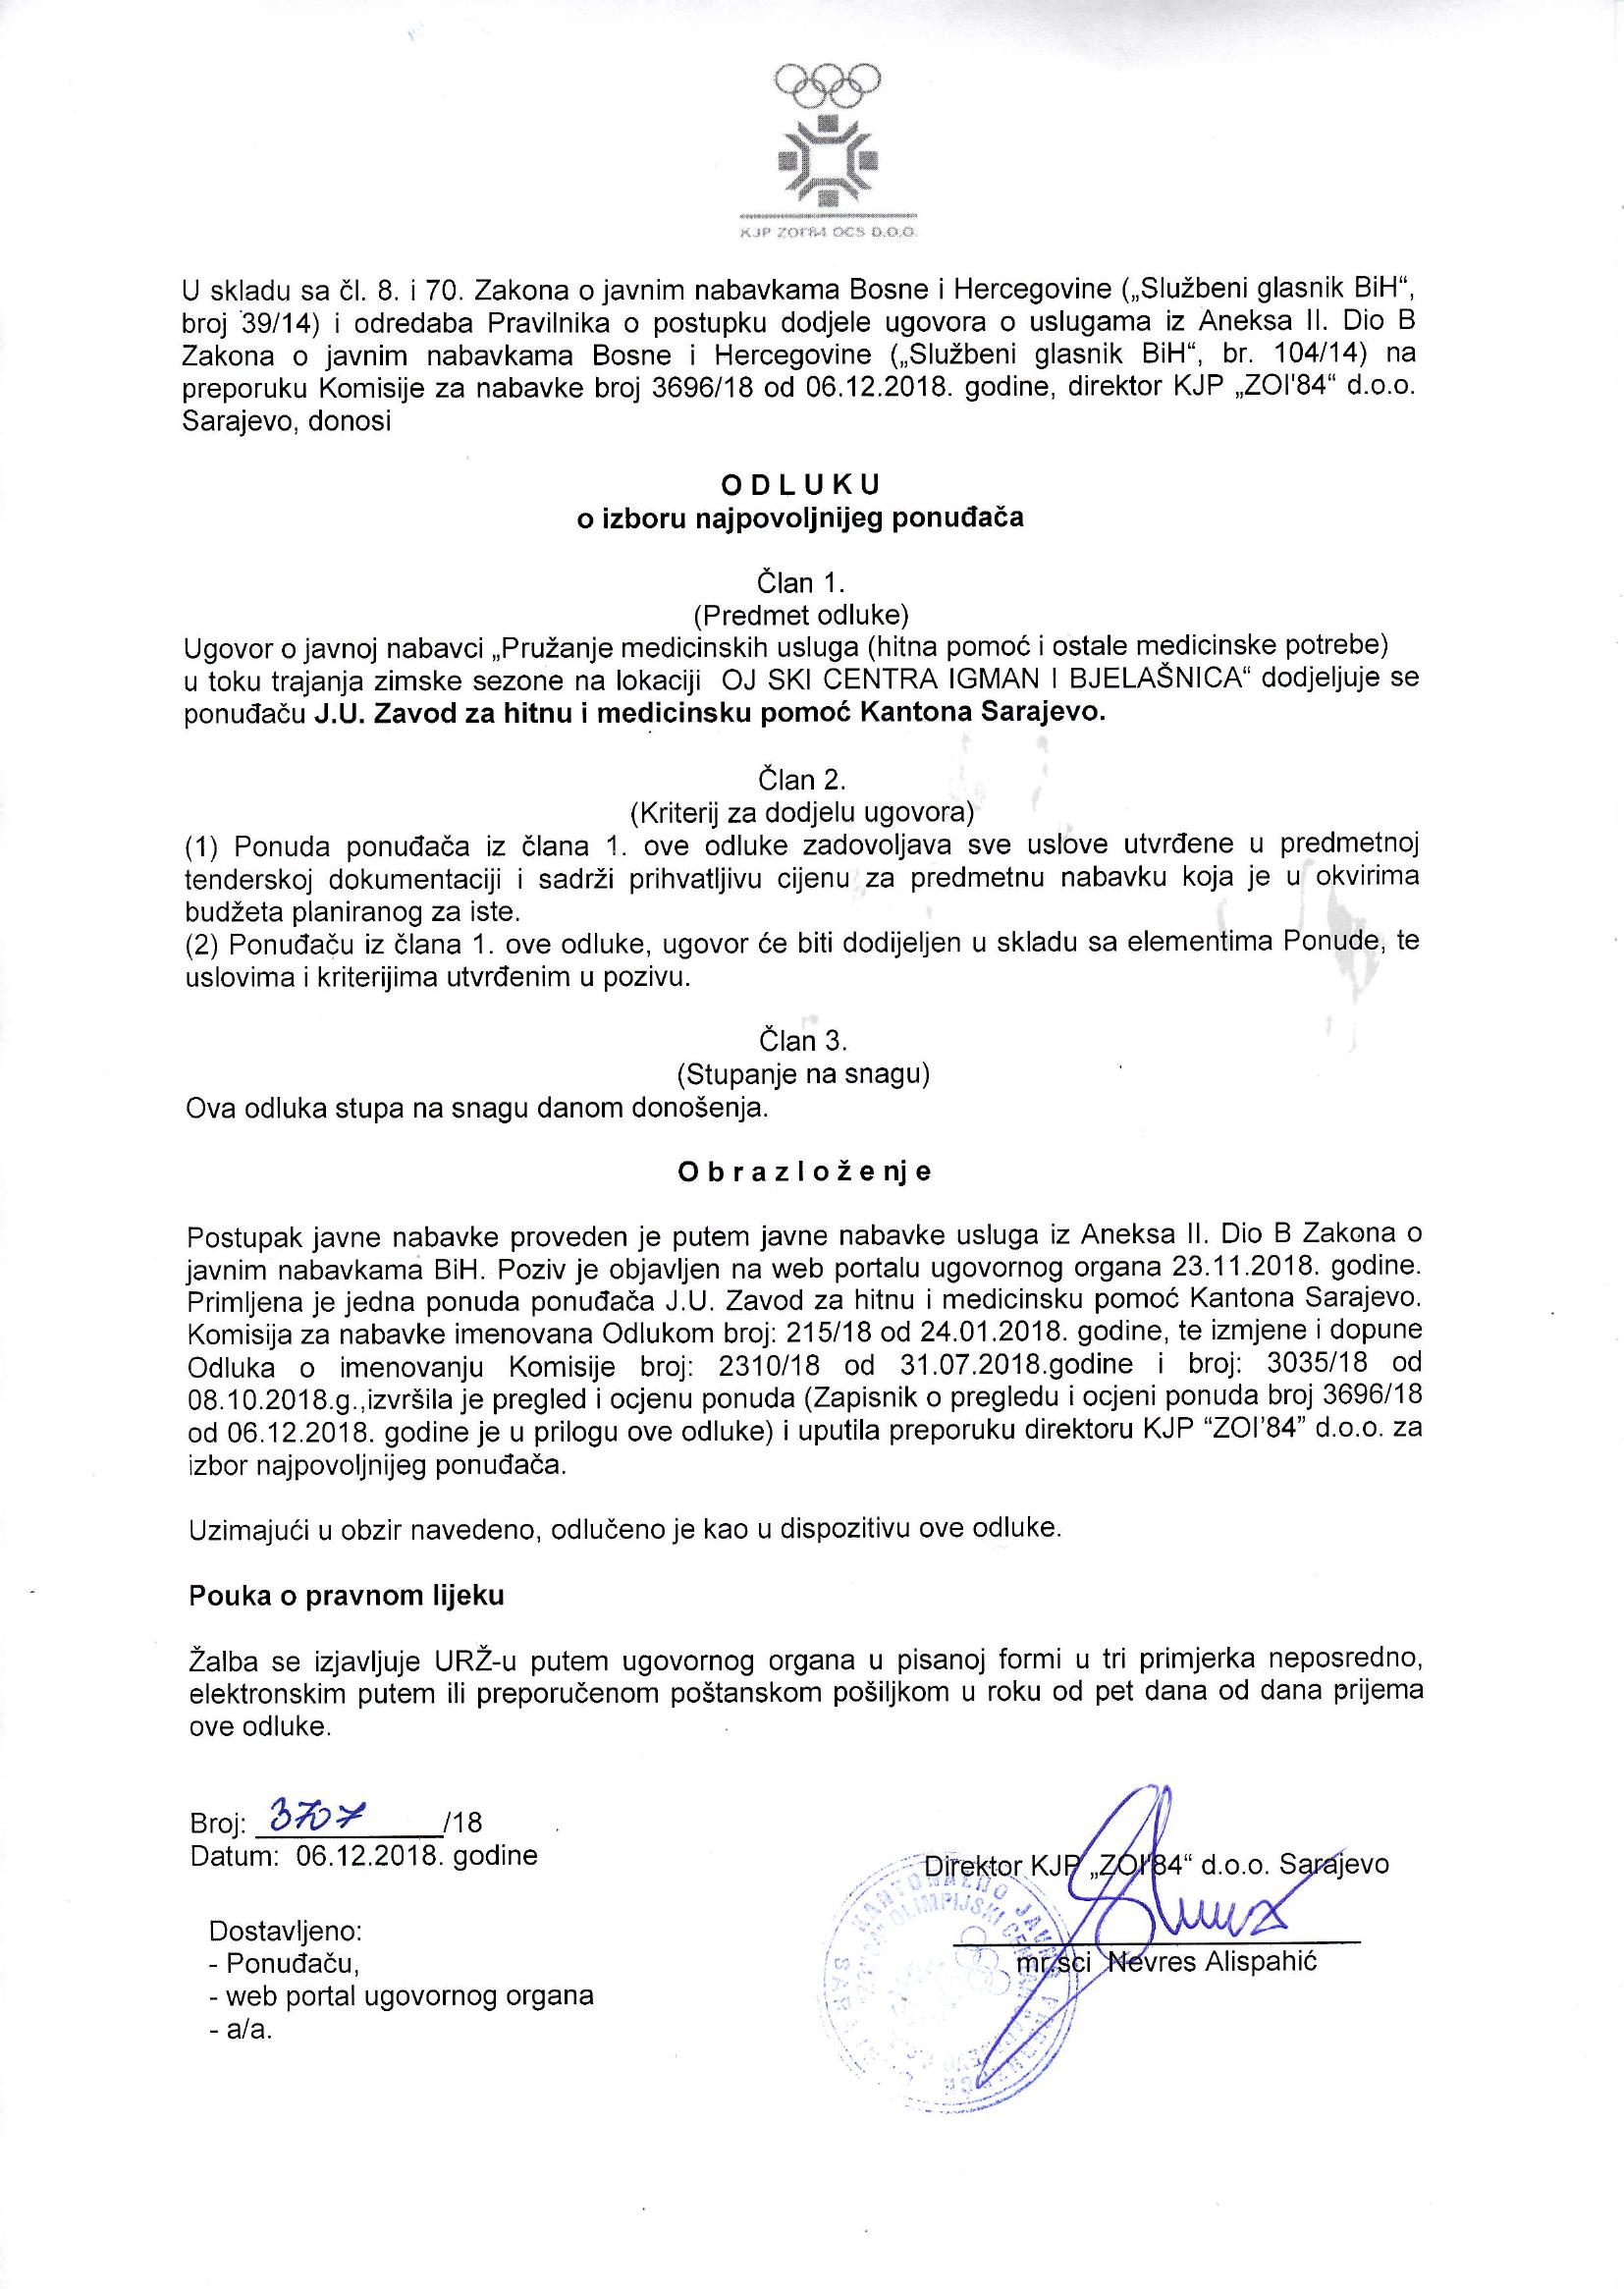 KJP ZOI'84 OCS D.O.O.
U skladu sa čl. 8. i 70. Zakona o javnim nabavkama Bosne i Hercegovine („Službeni glasnik BiH“,
broj 39/14) i odredaba Pravilnika o postupku dodjele ugovora o uslugama iz Aneksa II. Dio B
Zakona o javnim nabavkama Bosne i Hercegovine („Službeni glasnik BiH“, br. 104/14) na
preporuku Komisije za nabavke broj 3696/18 od 06.12.2018. godine, direktor KJP „ZOI'84“ d.o.o.
Sarajevo, donosi
O D L U K U
o izboru najpovoljnijeg ponuđača
Član 1.
(Predmet odluke)
Ugovor o javnoj nabavci „Pružanje medicinskih usluga (hitna pomoć i ostale medicinske potrebe)
u toku trajanja zimske sezone na lokaciji OJ SKI CENTRA IGMAN I BJELAŠNICA“ dodjeljuje se
ponuđaču J.U. Zavod za hitnu i medicinsku pomoć Kantona Sarajevo.
Član 2.
(Kriterij za dodjelu ugovora)
(1) Ponuda ponuđača iz člana 1. ove odluke zadovoljava sve uslove utvrđene u predmetnoj
tenderskoj dokumentaciji i sadrži prihvatljivu cijenu za predmetnu nabavku koja je u okvirima
budžeta planiranog za iste.
(2) Ponuđaču iz člana 1. ove odluke, ugovor će biti dodijeljen u skladu sa elementima Ponude, te
uslovima i kriterijima utvrđenim u pozivu.
Član 3.
(Stupanje na snagu)
Ova odluka stupa na snagu danom donošenja.
O b r a z l o ž e nj e
Postupak javne nabavke proveden je putem javne nabavke usluga iz Aneksa II. Dio B Zakona o
javnim nabavkama BiH. Poziv je objavljen na web portalu ugovornog organa 23.11.2018. godine.
Primljena je jedna ponuda ponuđača J.U. Zavod za hitnu i medicinsku pomoć Kantona Sarajevo.
Komisija za nabavke imenovana Odlukom broj: 215/18 od 24.01.2018. godine, te izmjene i dopune
Odluka o imenovanju Komisije broj: 2310/18 od 31.07.2018.godine i broj: 3035/18 od
08.10.2018.g.,izvršila je pregled i ocjenu ponuda (Zapisnik o pregledu i ocjeni ponuda broj 3696/18
od 06.12.2018. godine je u prilogu ove odluke) i uputila preporuku direktoru KJP “ZOI’84” d.o.o. za
izbor najpovoljnijeg ponuđača.
Uzimajući u obzir navedeno, odlučeno je kao u dispozitivu ove odluke.
Pouka o pravnom lijeku
Žalba se izjavljuje URŽ-u putem ugovornog organa u pisanoj formi u tri primjerka neposredno,
elektronskim putem ili preporučenom poštanskom pošiljkom u roku od pet dana od dana prijema
ove odluke.
Broj: 3707/18
Datum: 06.12.2018. godine
Direktor KJP „ZOI'84“ d.o.o. Sarajevo
mr.sci Nevres Alispahić
Dostavljeno:
- Ponuđaču,
- web portal ugovornog organa
- a/a.
KANTONALNO JAVNO
OLIMPIJSKI CENTAR